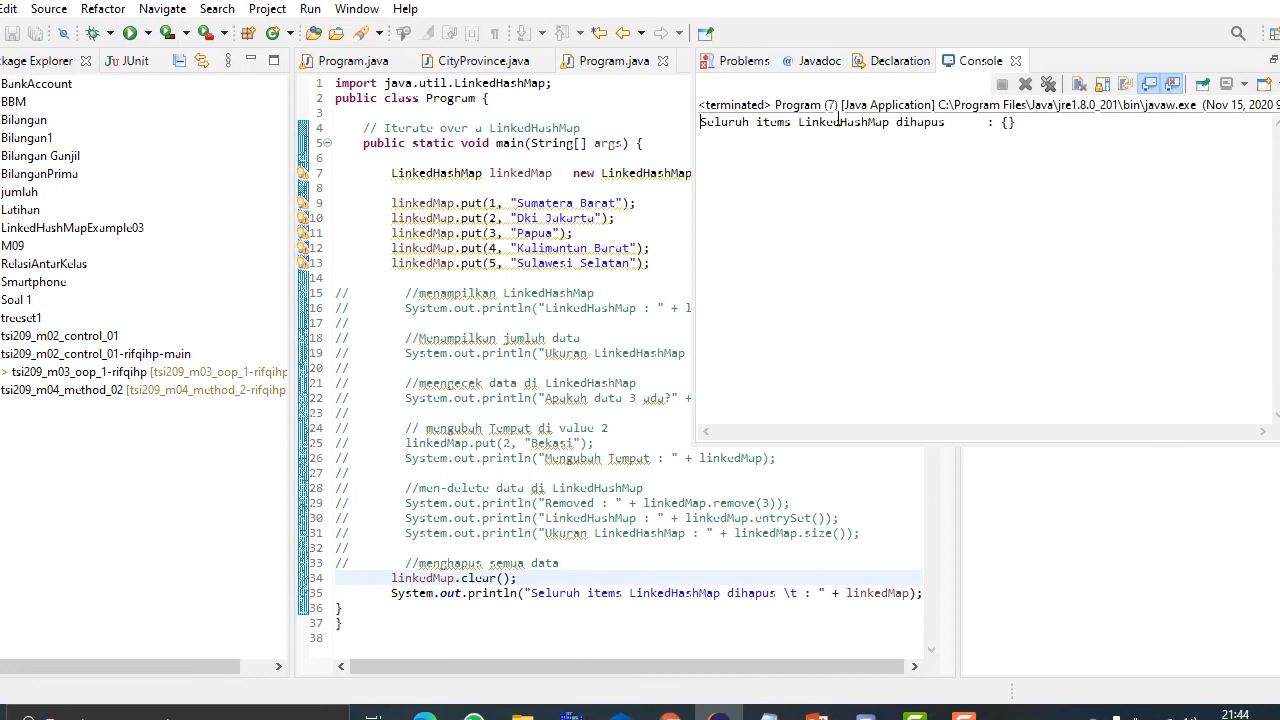 Edit Source Refactor Navigate Search Project Run Window Help
Package Explorer JUnit
BankAccount
BBM
Bilangan
Bilangan1
Bilangan Ganjil
BilanganPrima
jumlah
Latihan
LinkedHashMapExample03
M09
RelasiAntarKelas
Smartphone
Soal 1
treeset1
tsi209_m02_control_01
tsi209_m02_control_01-rifqihp-main
> tsi209_m03_oop_1-rifqihp [tsi209_m03_oop_1-rifqihp
tsi209_m04_method_02 [tsi209_m04_method_2-rifqihp
Program.java CityProvince.java Program.java
1 import java.util.LinkedHashMap;
2 public class Program {
3
4 // Iterate over a LinkedHashMap
5 public static void main(String[] args) {
6
7 LinkedHashMap linkedMap new LinkedHashMap
8
9 linkedMap.put(1, "Sumatera Barat");
10 linkedMap.put(2, "Dki Jakarta");
11 linkedMap.put(3, "Papua");
12 linkedMap.put(4, "Kalimantan Barat");
13 linkedMap.put(5, "Sulawesi Selatan");
14
15 // //menampilkan LinkedHashMap
16 // System.out.println("LinkedHashMap : " + l
17 //
18 // //Menampilkan jumlah data
19 // System.out.println("Ukuran LinkedHashMap
20 //
21 // //meengecek data di LinkedHashMap
22 // System.out.println("Apakah data 3 ada?" +
23 //
24 // // mengubah Tempat di value 2
25 // linkedMap.put(2, "Bekasi");
26 // System.out.println("Mengubah Tempat : " + linkedMap);
27 //
28 // //men-delete data di LinkedHashMap
29 // System.out.println("Removed : " + linkedMap.remove(3));
30 // System.out.println("LinkedHashMap : " + linkedMap.entrySet());
31 // System.out.println("Ukuran LinkedHashMap : " + linkedMap.size());
32 //
33 // //menghapus semua data
34 linkedMap.clear();
35 System.out.println("Seluruh items LinkedHashMap dihapus \t : " + linkedMap);
36 }
37 }
38
Problems @ Javadoc Declaration Console
<terminated> Program (7) [Java Application] C:\Program Files\Java\jre1.8.0_201\bin\javaw.exe (Nov 15, 2020
Seluruh items LinkedHashMap dihapus : {}
21:44